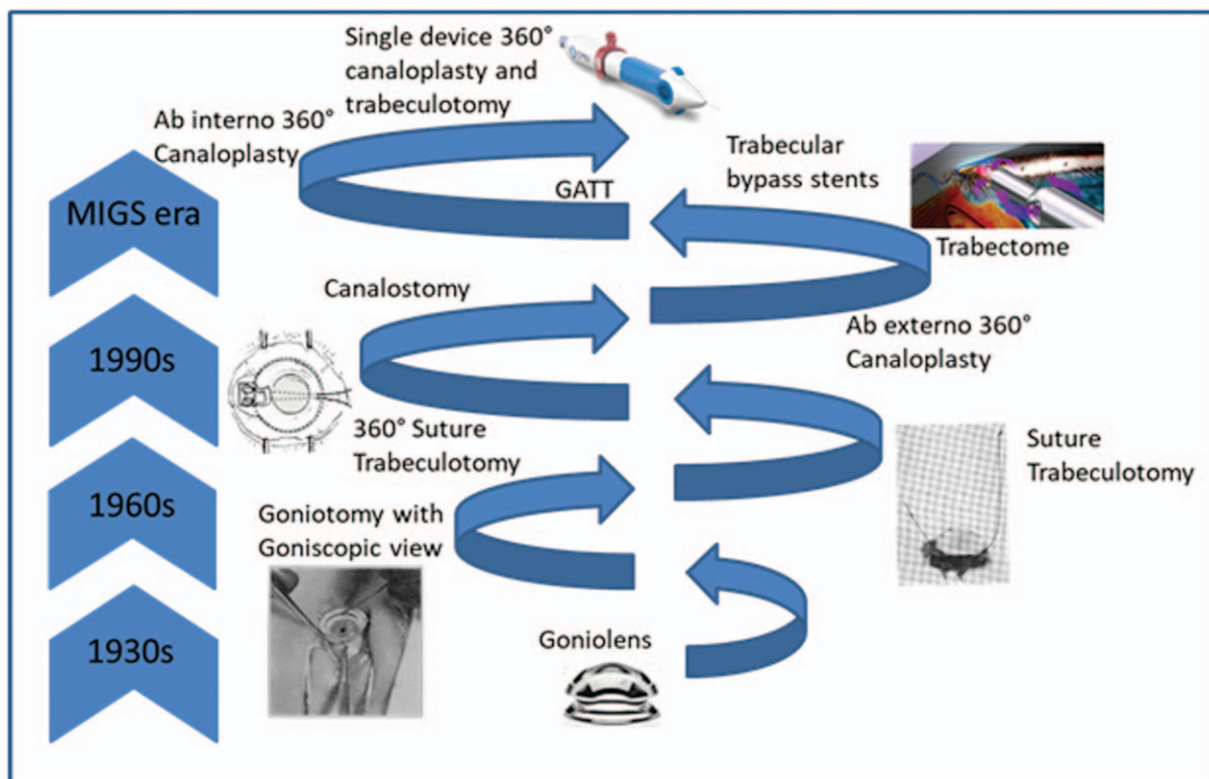 Single device 360°
canaloplasty and
trabeculotomy
Ab interno 360°
Canaloplasty
Trabecular
bypass stents
GATT
MIGS era
Trabectome
Canalostomy
Ab externo 360°
Canaloplasty
1990s
360° Suture
Trabeculotomy
Suture
Trabeculotomy
1960s
Goniotomy with
Goniscopic view
1930s
Goniolens